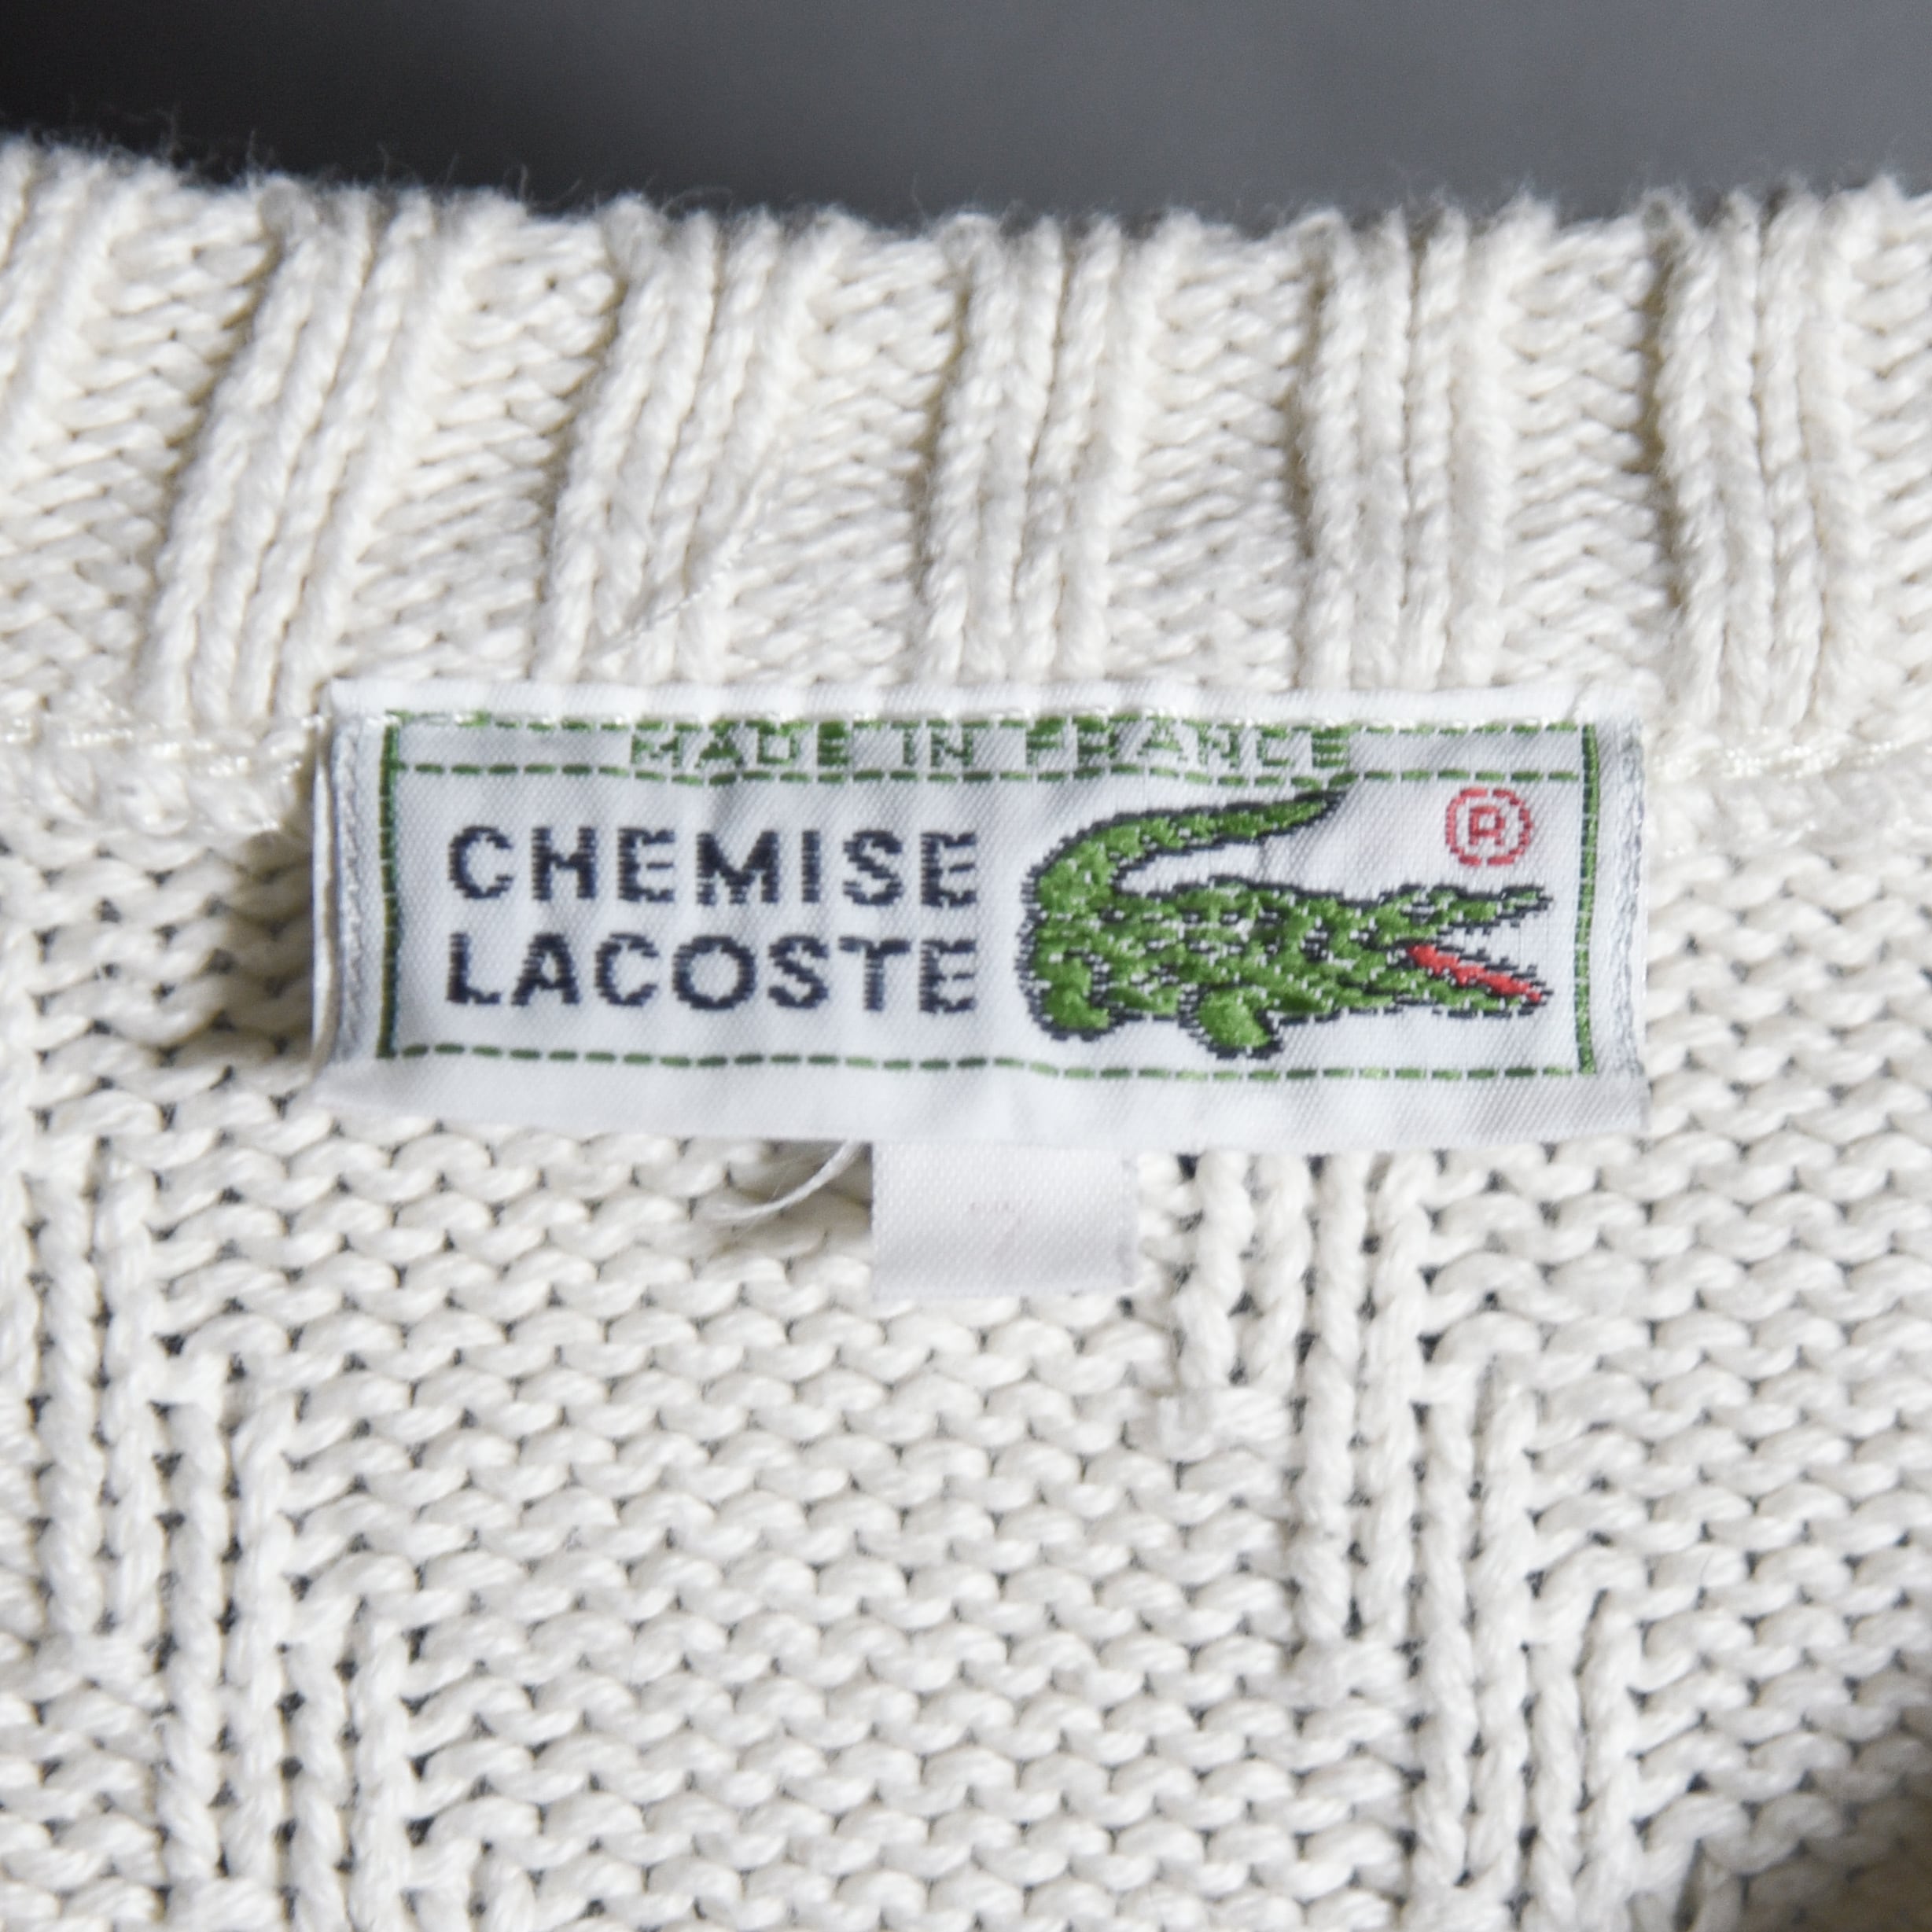 MADE IN FRANCE
CHEMISE
LACOSTE
®